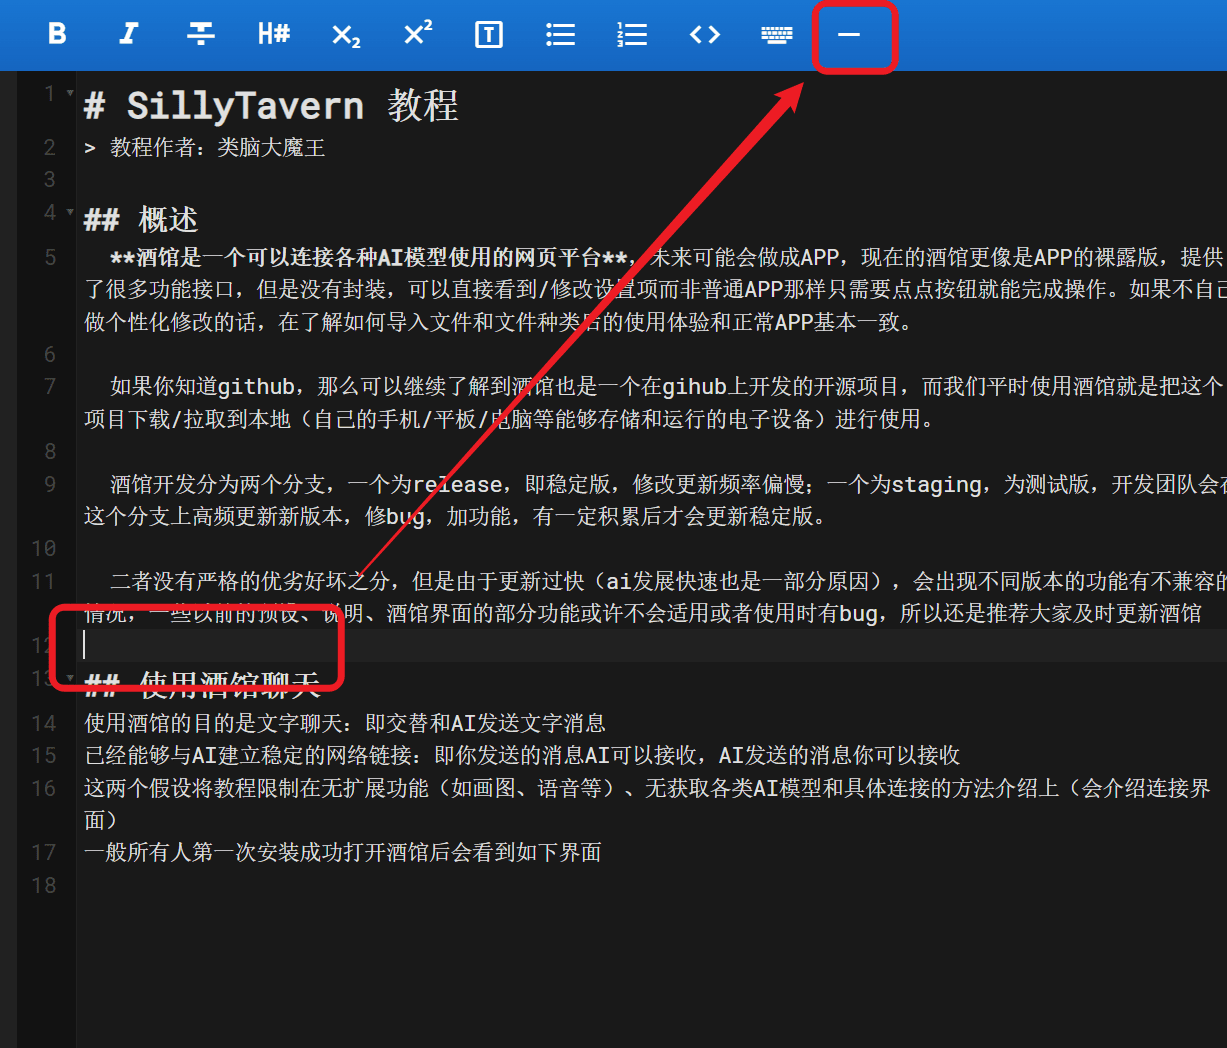 B I T H# X₂ X² T
1 # SillyTavern 教程
2 > 教程作者：类脑大魔王
3
4 ## 概述
5 **酒馆是一个可以连接各种AI模型使用的网页平台**，未来可能会做成APP，现在的酒馆更像是APP的裸露版，提供
了很多功能接口，但是没有封装，可以直接看到/修改设置项而非普通APP那样只需要点点按钮就能完成操作。如果不自己
做个性化修改的话，在了解如何导入文件和文件种类后的使用体验和正常APP基本一致。
6
7 如果你知道github，那么可以继续了解到酒馆也是一个在gihub上开发的开源项目，而我们平时使用酒馆就是把这个
项目下载/拉取到本地（自己的手机/平板/电脑等能够存储和运行的电子设备）进行使用。
8
9 酒馆开发分为两个分支，一个为release，即稳定版，修改更新频率偏慢；一个为staging，为测试版，开发团队会在
这个分支上高频更新新版本，修bug，加功能，有一定积累后才会更新稳定版。
10
11 二者没有严格的优劣好坏之分，但是由于更新过快（ai发展快速也是一部分原因），会出现不同版本的功能有不兼容的
情况，一些以前的预设、说明、酒馆界面的部分功能或许不会适用或者使用时有bug，所以还是推荐大家及时更新酒馆
12
13 ## 使用酒馆聊天
14 使用酒馆的目的是文字聊天：即交替和AI发送文字消息
15 已经能够与AI建立稳定的网络链接：即你发送的消息AI可以接收，AI发送的消息你可以接收
16 这两个假设将教程限制在无扩展功能（如画图、语音等）、无获取各类AI模型和具体连接的方法介绍上（会介绍连接界
面）
17 一般所有人第一次安装成功打开酒馆后会看到如下界面
18